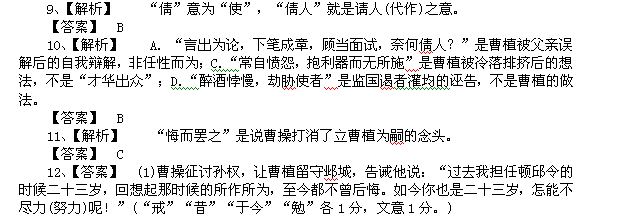 9、【解析】 “倩”意为“使”，“倩人”就是请人(代作)之意。
【答案】 B
10、【解析】 A. “言出为论，下笔成章，顾当面试，奈何倩人？”是曹植被父亲误
解后的自我辩解，非任性而为；C.“常自愤怨，抱利器而无所施”是曹植被冷落排挤后的想
法，不是“才华出众”；D.“醉酒悖慢，劫胁使者”是监国谒者灌均的诬告，不是曹植的做
法。
【答案】 B
11、【解析】 “悔而罢之”是说曹操打消了立曹植为嗣的念头。
【答案】 C
12、【答案】 (1)曹操征讨孙权，让曹植留守邺城，告诫他说：“过去我担任顿邱令的
时候二十三岁，回想起那时候的所作所为，至今都不曾后悔。如今你也是二十三岁，怎能不
尽力(努力)呢！”(“戒”“昔”“于今”“勉”各1分，文意1分。)